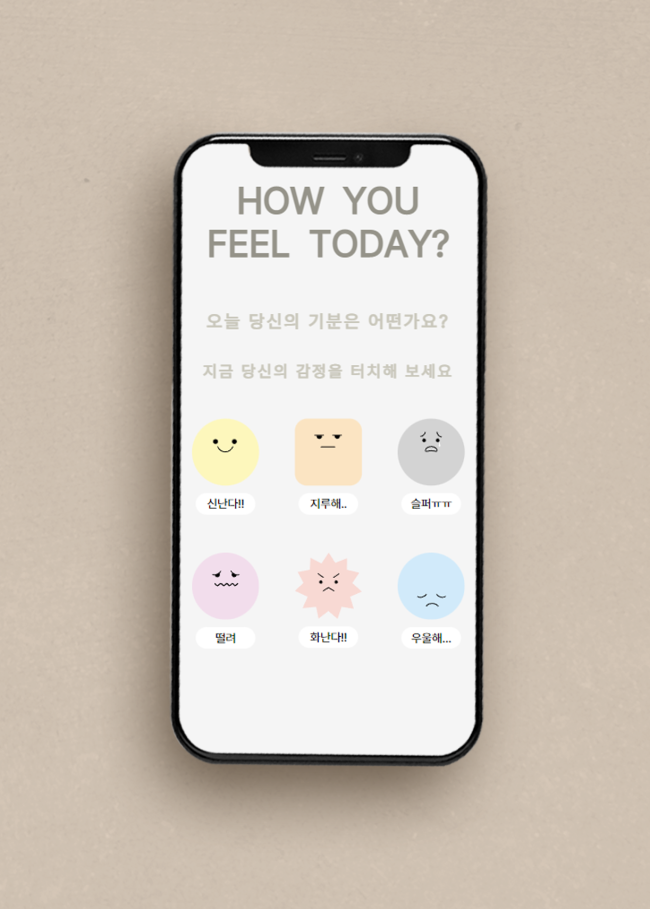 HOW YOU
FEEL TODAY?
오늘 당신의 기분은 어떤가요?
지금 당신의 감정을 터치해 보세요
신난다!!
지루해..
슬퍼ㅠㅠ
떨려
화난다!!
우울해...